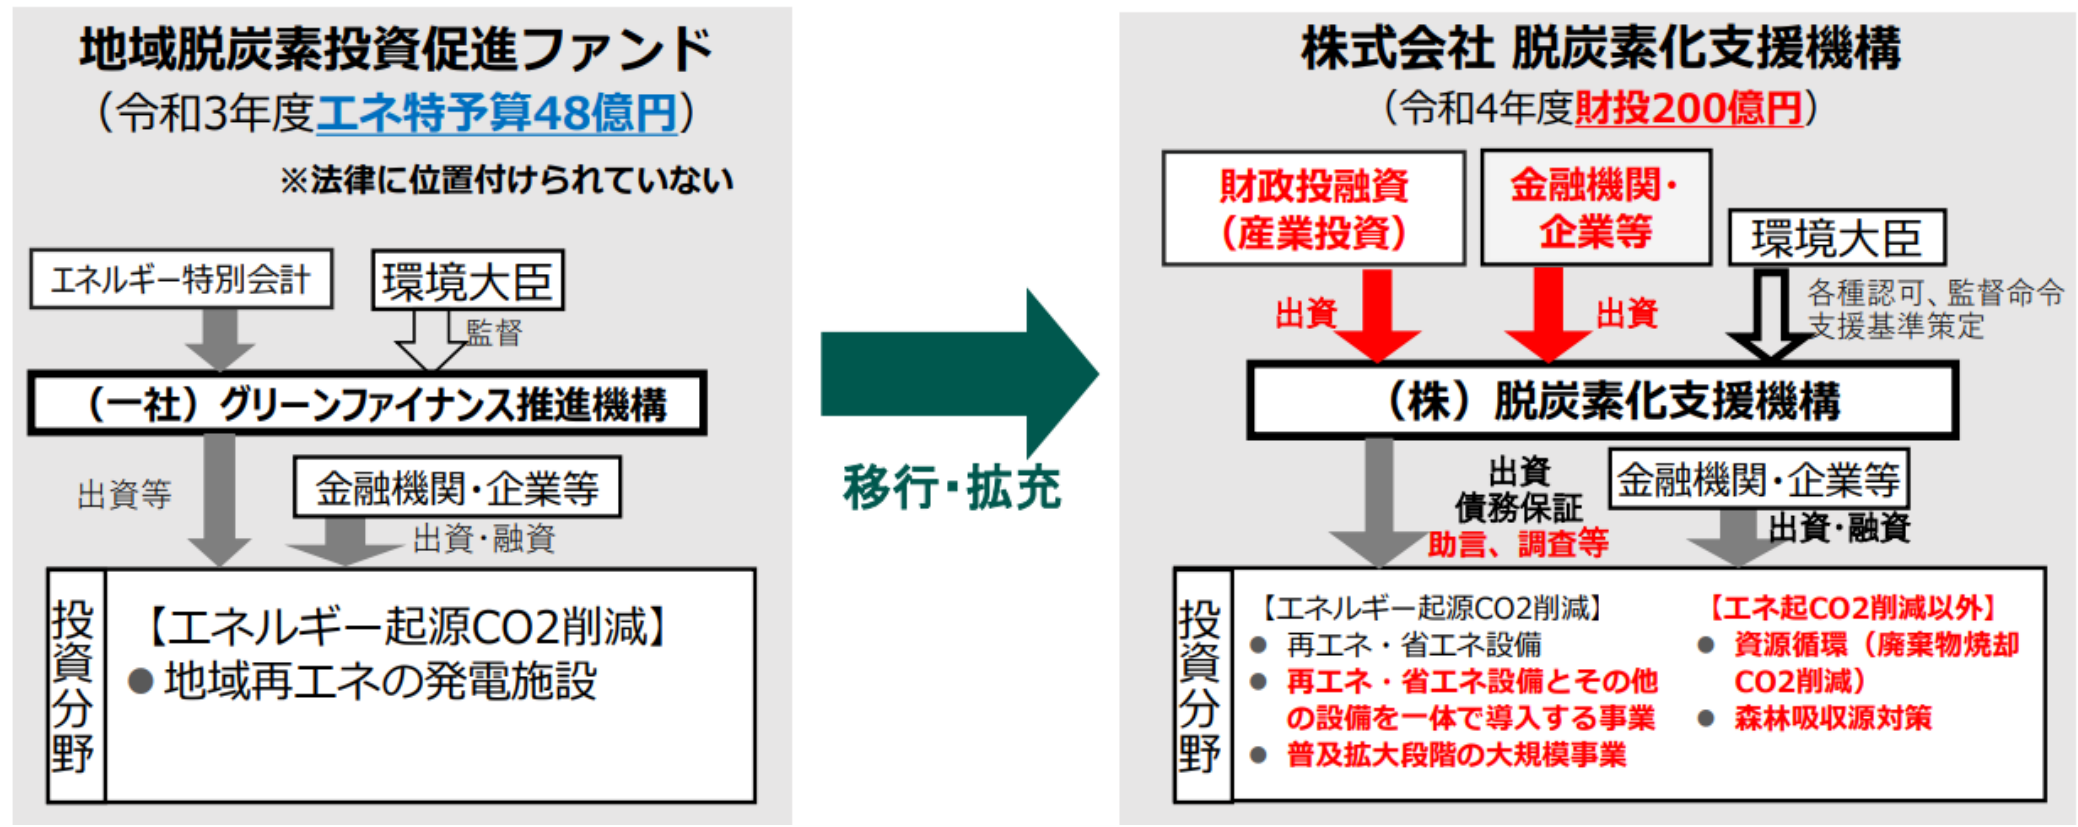 地域脱炭素投資促進ファンド
（令和3年度エネ特予算48億円）
※法律に位置付けられていない
エネルギー特別会計
環境大臣
監督
（一社）グリーンファイナンス推進機構
出資等
金融機関・企業等
出資・融資
投資分野
【エネルギー起源CO2削減】
● 地域再エネの発電施設
移行・拡充
株式会社 脱炭素化支援機構
（令和4年度財投200億円）
財政投融資
（産業投資）
金融機関・
企業等
環境大臣
出資
出資
各種認可、監督命令
支援基準策定
（株）脱炭素化支援機構
出資
債務保証
助言、調査等
金融機関・企業等
出資・融資
投資分野
【エネルギー起源CO2削減】
● 再エネ・省エネ設備
● 再エネ・省エネ設備とその他
の設備を一体で導入する事業
● 普及拡大段階の大規模事業
【エネ起CO2削減以外】
● 資源循環（廃棄物焼却
CO2削減）
● 森林吸収源対策